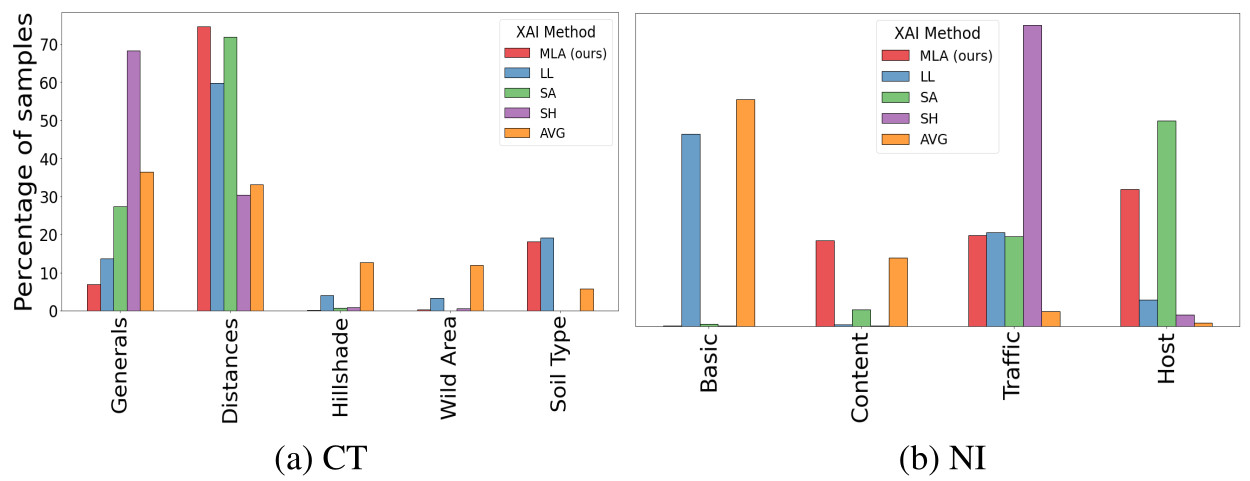 Percentage of samples
70
60
50
40
30
20
10
0
XAI Method
MLA (ours)
LL
SA
SH
AVG
Generals
Distances
Hillshade
Wild Area
Soil Type
(a) CT
XAI Method
MLA (ours)
LL
SA
SH
AVG
Basic
Content
Traffic
Host
(b) NI